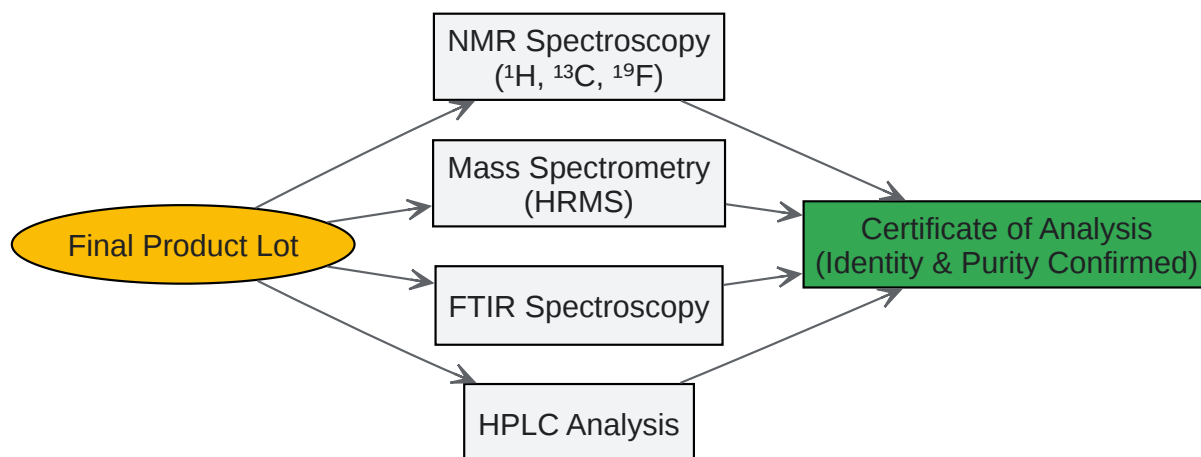 NMR Spectroscopy
(¹H, ¹³C, ¹⁹F)
Mass Spectrometry
(HRMS)
Final Product Lot
Certificate of Analysis
(Identity & Purity Confirmed)
FTIR Spectroscopy
HPLC Analysis